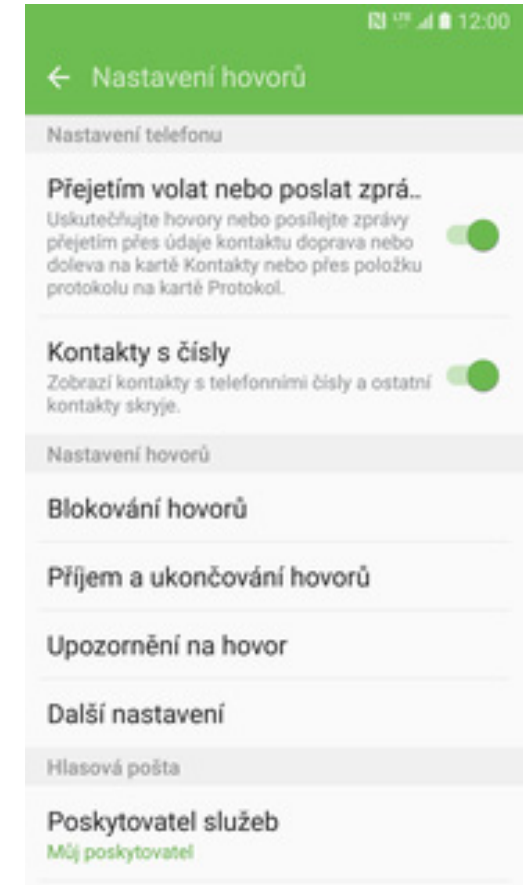 LTE 12:00
Nastavení hovorů
Nastavení telefonu
Přejetím volat nebo poslat zprá..
Uskutečňujte hovory nebo posílejte zprávy
přejetím přes údaje kontaktu doprava nebo
doleva na kartě Kontakty nebo přes položku
protokolu na kartě Protokol.
Kontakty s čísly
Zobrazí kontakty s telefonními čísly a ostatní
kontakty skryje.
Nastavení hovorů
Blokování hovorů
Příjem a ukončování hovorů
Upozornění na hovor
Další nastavení
Hlasová pošta
Poskytovatel služeb
Můj poskytovatel